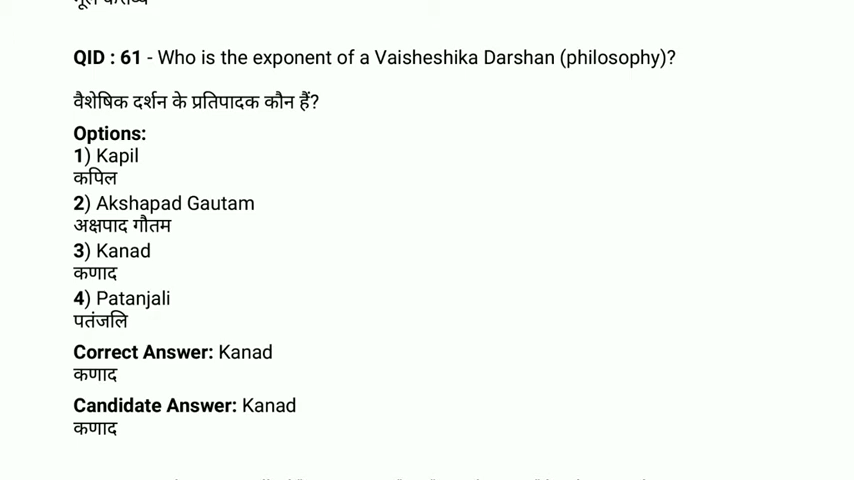 मूल कर्तव्य
QID : 61 - Who is the exponent of a Vaisheshika Darshan (philosophy)?
वैशेषिक दर्शन के प्रतिपादक कौन हैं?
Options:
1) Kapil
कपिल
2) Akshapad Gautam
अक्षपाद गौतम
3) Kanad
कणाद
4) Patanjali
पतंजलि
Correct Answer: Kanad
कणाद
Candidate Answer: Kanad
कणाद